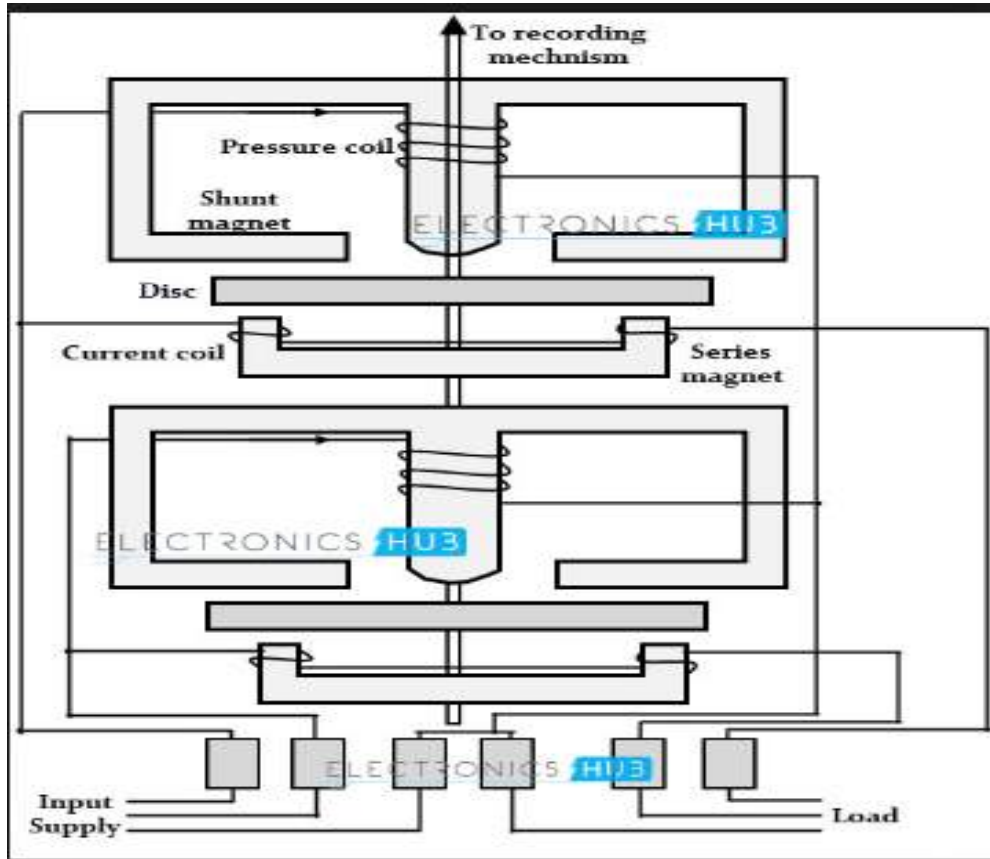 To recording
mechnism
Pressure coil
Shunt
magnet
ELECTRONICS HUB
Disc
Current coil
Series
magnet
ELECTRONICS HUB
ELECTRONICS HUB
Input
Supply
Load